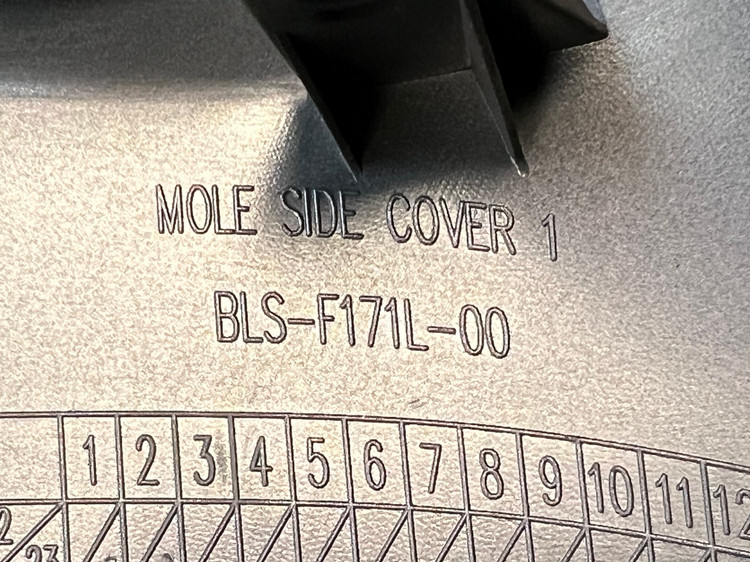 MOLE SIDE COVER 1
BLS-F171L-00
1 2 3 4 5 6 7 8 9 10 11 12
23